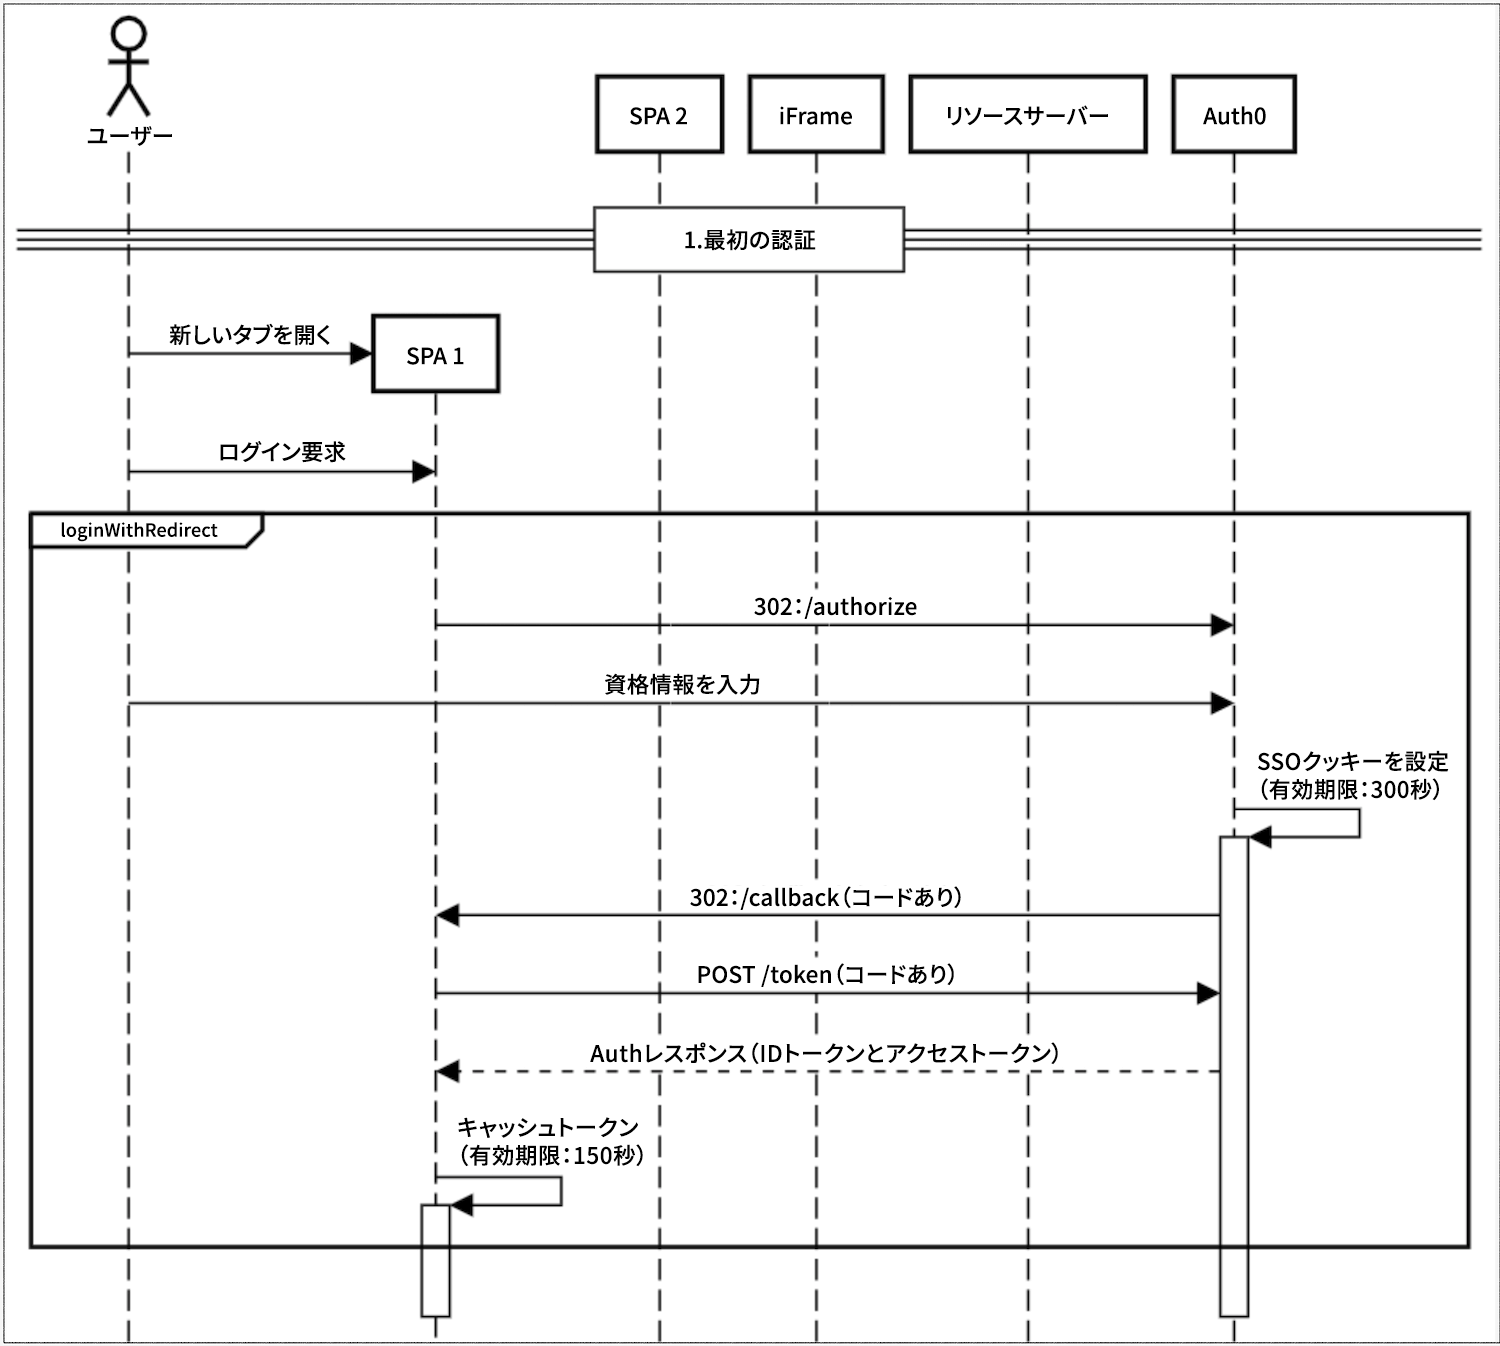 ユーザー
SPA 2
iFrame
リソースサーバー
Auth0
1.最初の認証
新しいタブを開く
SPA 1
ログイン要求
loginWithRedirect
302:/authorize
資格情報を入力
SSOクッキーを設定
(有効期限:300秒)
302:/callback(コードあり)
POST /token(コードあり)
Authレスポンス(IDトークンとアクセストークン)
キャッシュトークン
(有効期限:150秒)